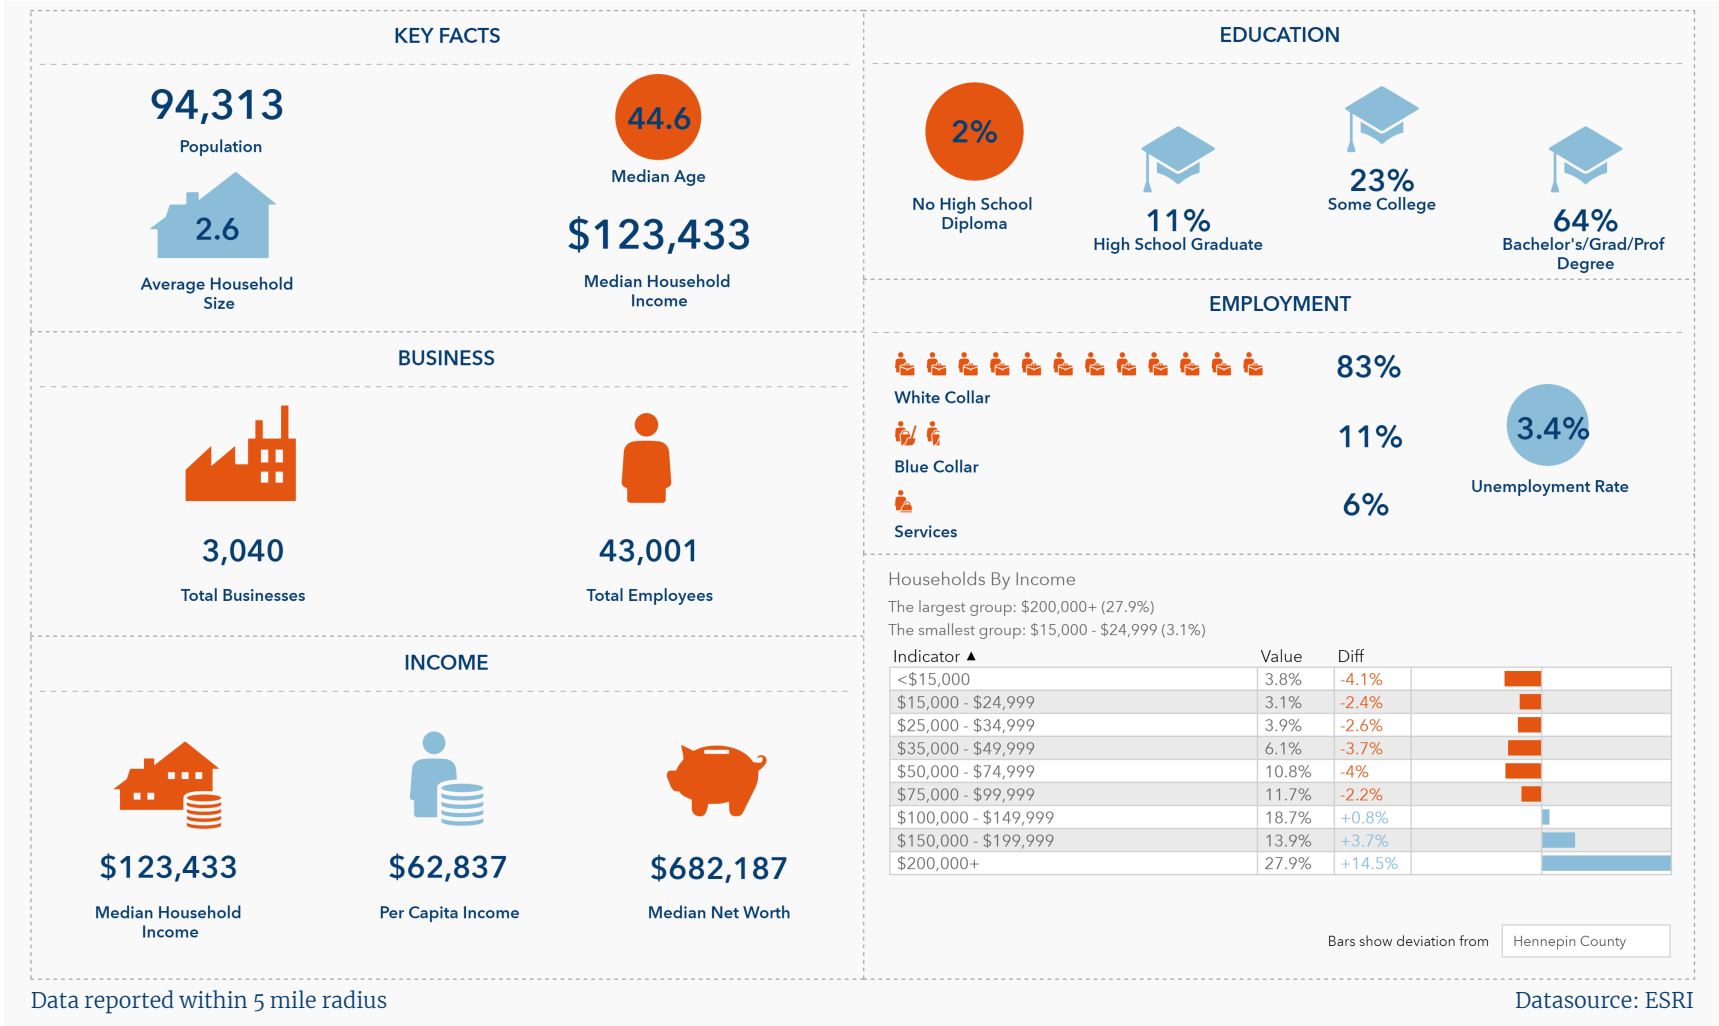 KEY FACTS
94,313
Population
44.6
Median Age
2.6
Average Household
Size
$123,433
Median Household
Income
BUSINESS
3,040
Total Businesses
43,001
Total Employees
INCOME
$123,433
Median Household
Income
$62,837
Per Capita Income
$682,187
Median Net Worth
EDUCATION
2%
No High School
Diploma
11%
High School Graduate
23%
Some College
64%
Bachelor's/Grad/Prof
Degree
EMPLOYMENT
83%
White Collar
11%
Blue Collar
6%
Services
3.4%
Unemployment Rate
Households By Income
The largest group: $200,000+ (27.9%)
The smallest group: $15,000 - $24,999 (3.1%)
Indicator ▲ Value Diff
<$15,000 3.8% -4.1%
$15,000 - $24,999 3.1% -2.4%
$25,000 - $34,999 3.9% -2.6%
$35,000 - $49,999 6.1% -3.7%
$50,000 - $74,999 10.8% -4%
$75,000 - $99,999 11.7% -2.2%
$100,000 - $149,999 18.7% +0.8%
$150,000 - $199,999 13.9% +3.7%
$200,000+ 27.9% +14.5%
Bars show deviation from Hennepin County
Data reported within 5 mile radius
Datasource: ESRI